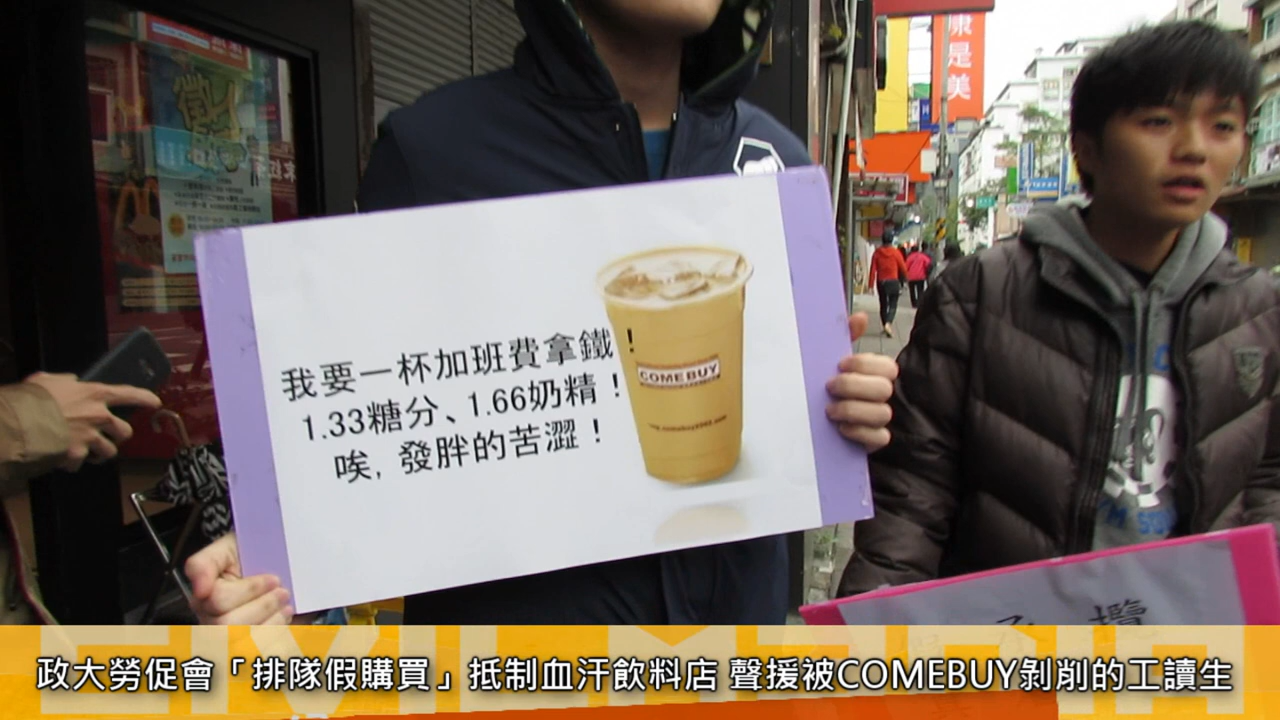 康是美
我要一杯加班費拿鐵！
1.33糖分、1.66奶精！
唉，發胖的苦澀！
COMEBUY
攬
政大勞促會「排隊假購買」抵制血汗飲料店 聲援被COMEBUY剝削的工讀生